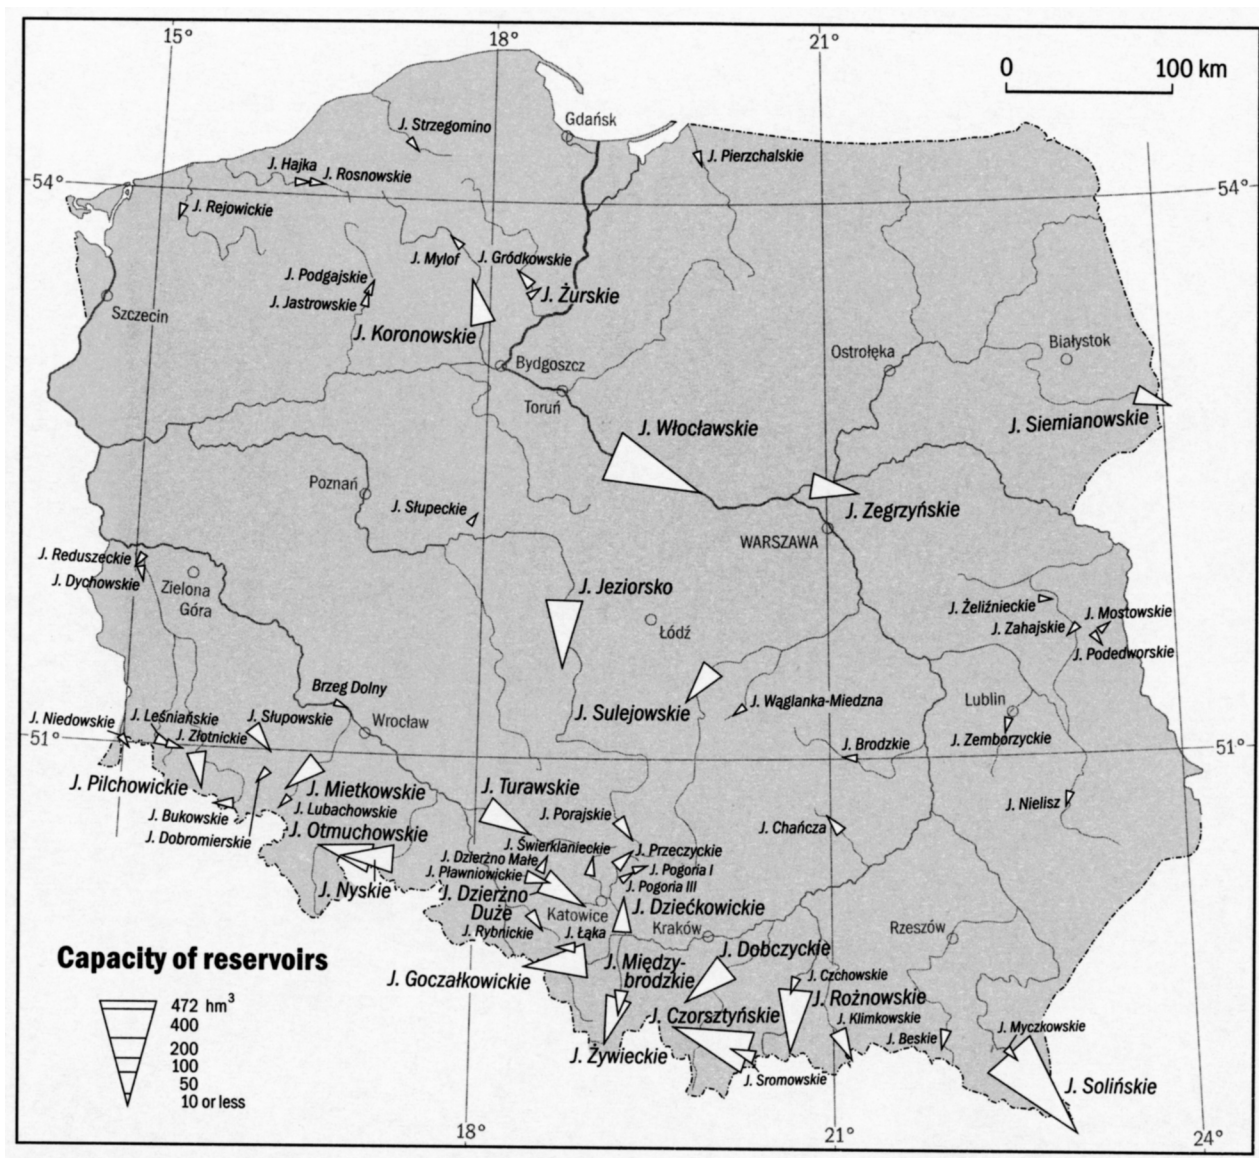 15°
18°
21°
0 100 km
J. Strzegomino
Gdańsk
J. Pierzchalskie
J. Hajka
J. Rosnowskie
54°
54°
J. Rejowickie
J. Mylof
J. Gródkowskie
J. Podgajskie
J. Żurskie
J. Jastrowskie
Szczecin
J. Koronowskie
Białystok
Ostrołęka
Bydgoszcz
Toruń
J. Siemianowskie
J. Włocławskie
Poznań
J. Słupeckie
J. Zegrzyńskie
WARSZAWA
J. Reduszeckie
J. Dychowskie
Zielona
Góra
J. Jeziorsko
J. Żeliźnieckie
J. Mostowskie
J. Zahajskie
Łódź
J. Podedworskie
Brzeg Dolny
J. Wąglanka-Miedzna
Lublin
J. Niedowskie
J. Leśniańskie
J. Słupowskie
Wrocław
J. Sulejowskie
J. Złotnickie
J. Zemborzyckie
51°
J. Brodzkie
51°
J. Pilchowickie
J. Mietkowskie
J. Turawskie
J. Lubachowskie
J. Nielisz
J. Bukowskie
J. Porajskie
J. Chańcza
J. Dobromierskie
J. Otmuchowskie
J. Świerklanieckie
J. Przeczyckie
J. Dzierżno Małe
J. Pławniowickie
J. Pogoria I
J. Pogoria III
J. Nyskie
J. Dzierżno
Duże
J. Dziećkowickie
Katowice
Kraków
Rzeszów
J. Rybnickie
J. Łąka
Capacity of reservoirs
J. Goczałkowickie
J. Między-
brodzkie
J. Dobczyckie
J. Czchowskie
J. Rożnowskie
472 hm³
400
200
100
50
10 or less
J. Czorsztyńskie
J. Klimkowskie
J. Beskie
J. Myczkowskie
J. Żywieckie
J. Sromowskie
J. Solińskie
18°
21°
24°